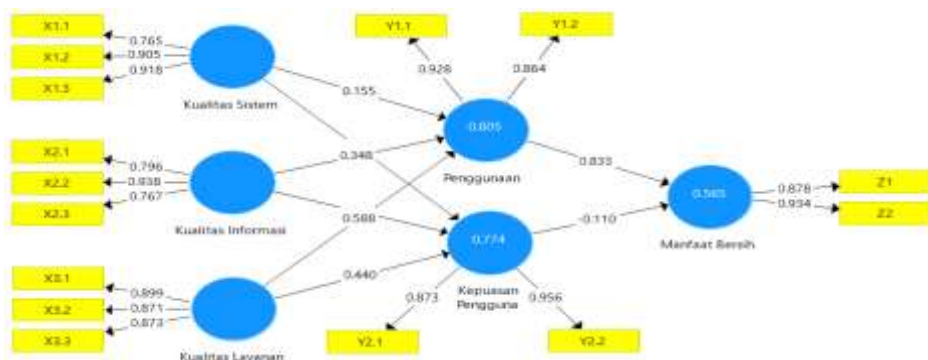 X1.1
0.765
X1.2
0.905
X1.3
0.918
Kualitas Sistem
X2.1
0.796
X2.2
0.938
X2.3
0.767
Kualitas Informasi
X3.1
0.899
X3.2
0.871
X3.3
0.873
Kualitas Layanan
0.155
0.348
0.588
0.440
Y1.1
Y1.2
0.928
0.864
0.805
Penggunaan
0.774
Kepuasan
Pengguna
0.873
0.956
Y2.1
Y2.2
0.833
-0.110
0.565
Manfaat Bersih
0.878
Z1
0.934
Z2